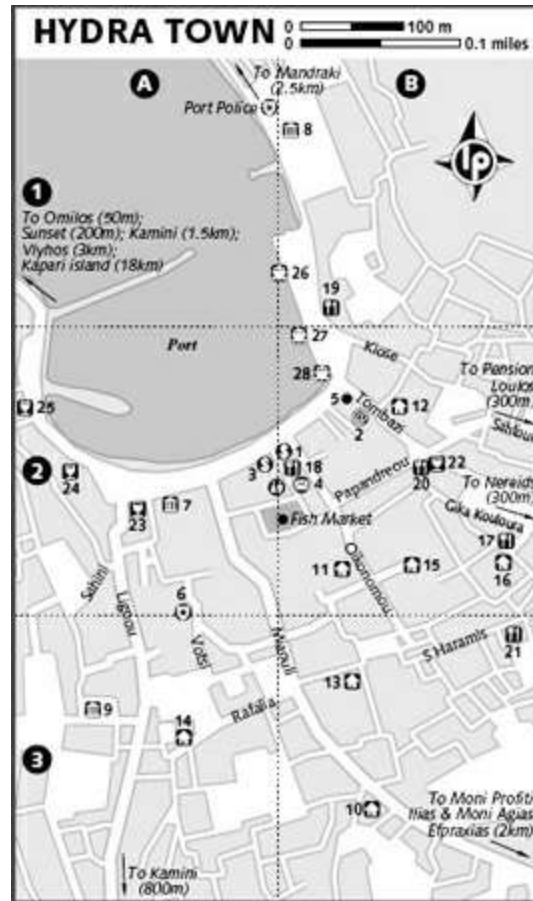 HYDRA TOWN
0 100 m
0 0.1 miles
A
B
To Mandraki
(2.5km)
Port Police
8
lp
1
To Omilos (50m);
Sunset (200m); Kamini (1.5km);
Vlyhos (3km);
Kapari island (18km)
26
19
27
Port
Kiose
28
To Pension
Loulos
(300m)
5
Tombazi
12
Sahtouri
25
2
1
2
3
18
4
Papandreou
20
22
To Nereids
(300m)
24
23
7
Fish Market
Gika Kouloura
17
16
Sahini
Lignou
11
Oikonomou
15
6
Votsi
Miaouli
S Haramis
21
13
9
14
Rafalia
3
10
To Moni Profiti
Ilias & Moni Agias
Efpraxias (2km)
To Kamini
(800m)